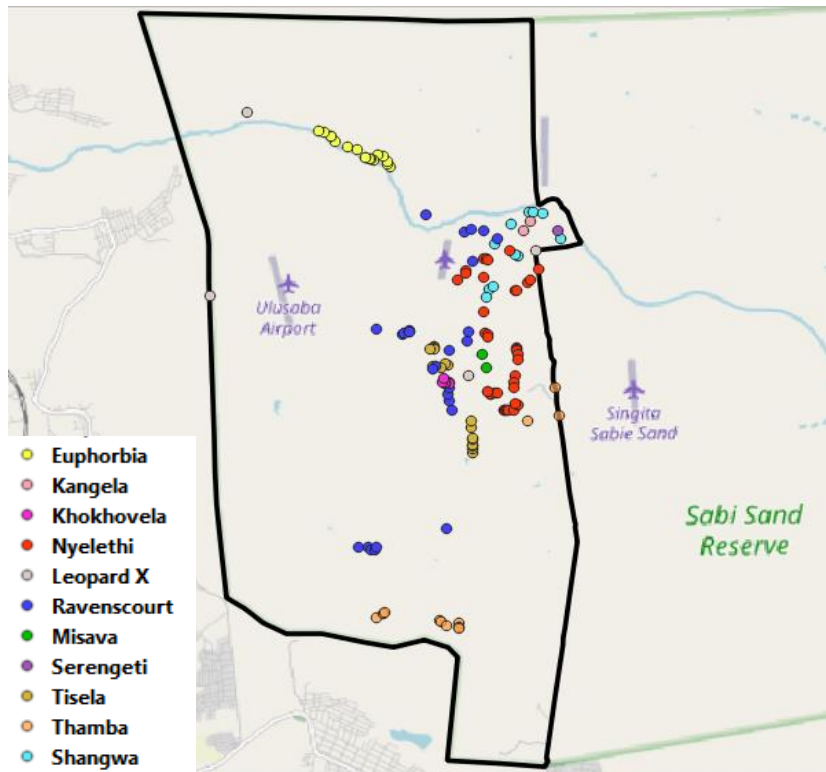 Ulusaba
Airport
Singita
Sabie Sand
Sabi Sand
Reserve
Euphorbia
Kangela
Khokhovela
Nyelethi
Leopard X
Ravenscourt
Misava
Serengeti
Tisela
Thamba
Shangwa